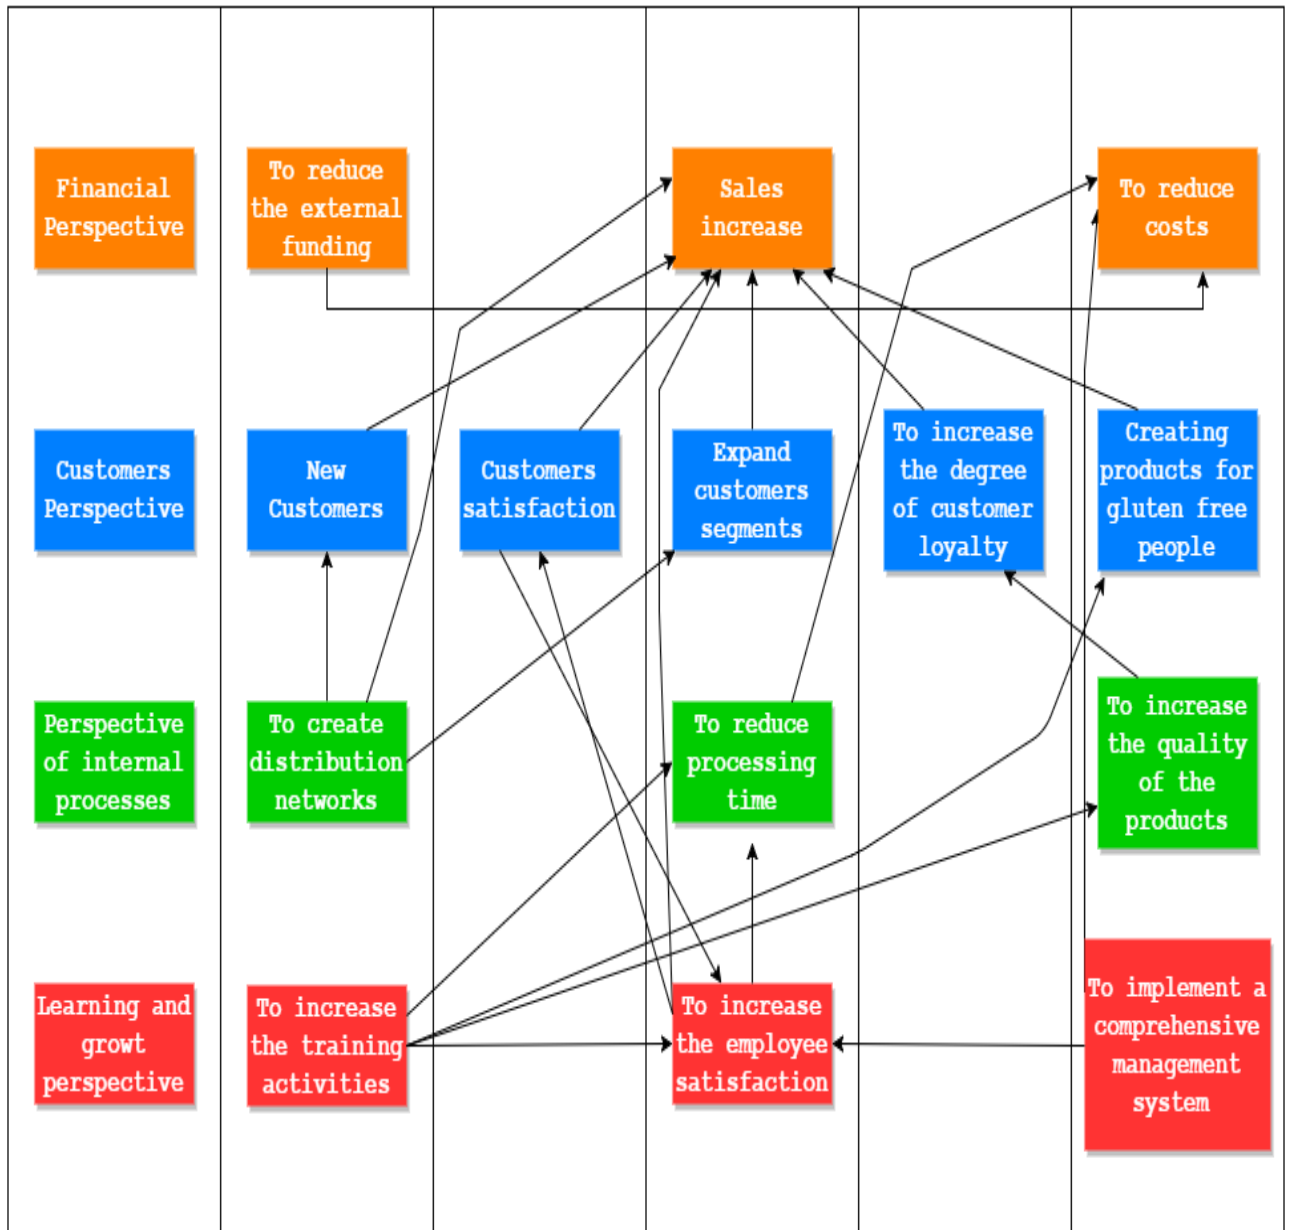 Financial
Perspective
To reduce
the external
funding
Sales
increase
To reduce
costs
Customers
Perspective
New
Customers
Customers
satisfaction
Expand
customers
segments
To increase
the degree
of customer
loyalty
Creating
products for
gluten free
people
Perspective
of internal
processes
To create
distribution
networks
To reduce
processing
time
To increase
the quality
of the
products
Learning and
growt
perspective
To increase
the training
activities
To increase
the employee
satisfaction
To implement a
comprehensive
management
system